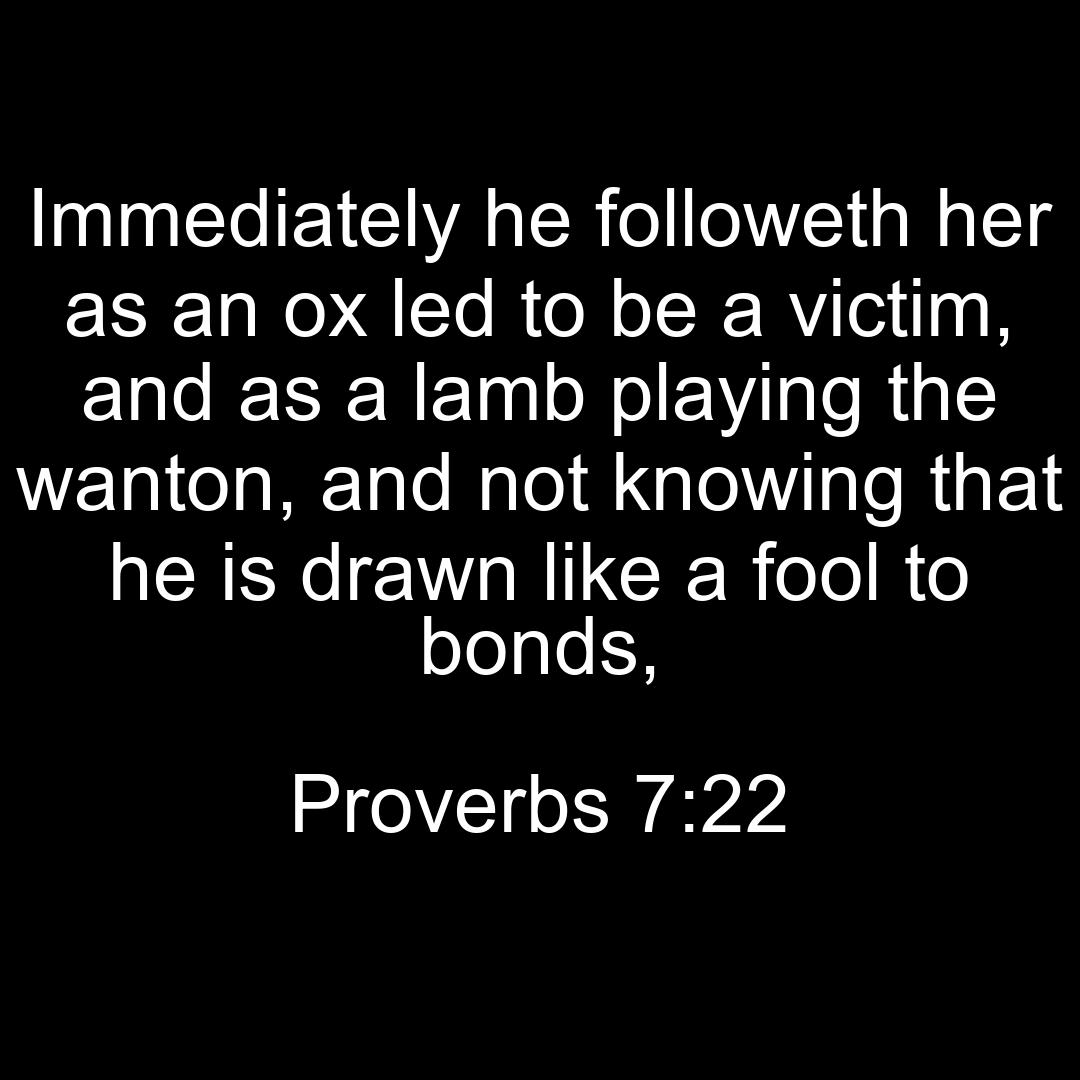 Immediately he followeth her
as an ox led to be a victim,
and as a lamb playing the
wanton, and not knowing that
he is drawn like a fool to
bonds,
Proverbs 7:22